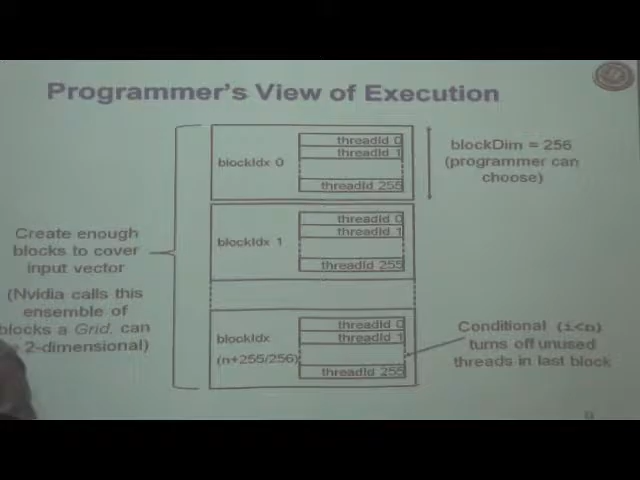 Programmer's View of Execution
blockIdx 0
threadId 0
threadId 1
threadId 255
blockDim = 256
(programmer can
choose)
blockIdx 1
threadId 0
threadId 1
threadId 255
Create enough
blocks to cover
input vector
(Nvidia calls this
ensemble of
blocks a Grid, can
2-dimensional)
blockIdx
(n+255/256)
threadId 0
threadId 1
threadId 255
Conditional (i<n)
turns off unused
threads in last block